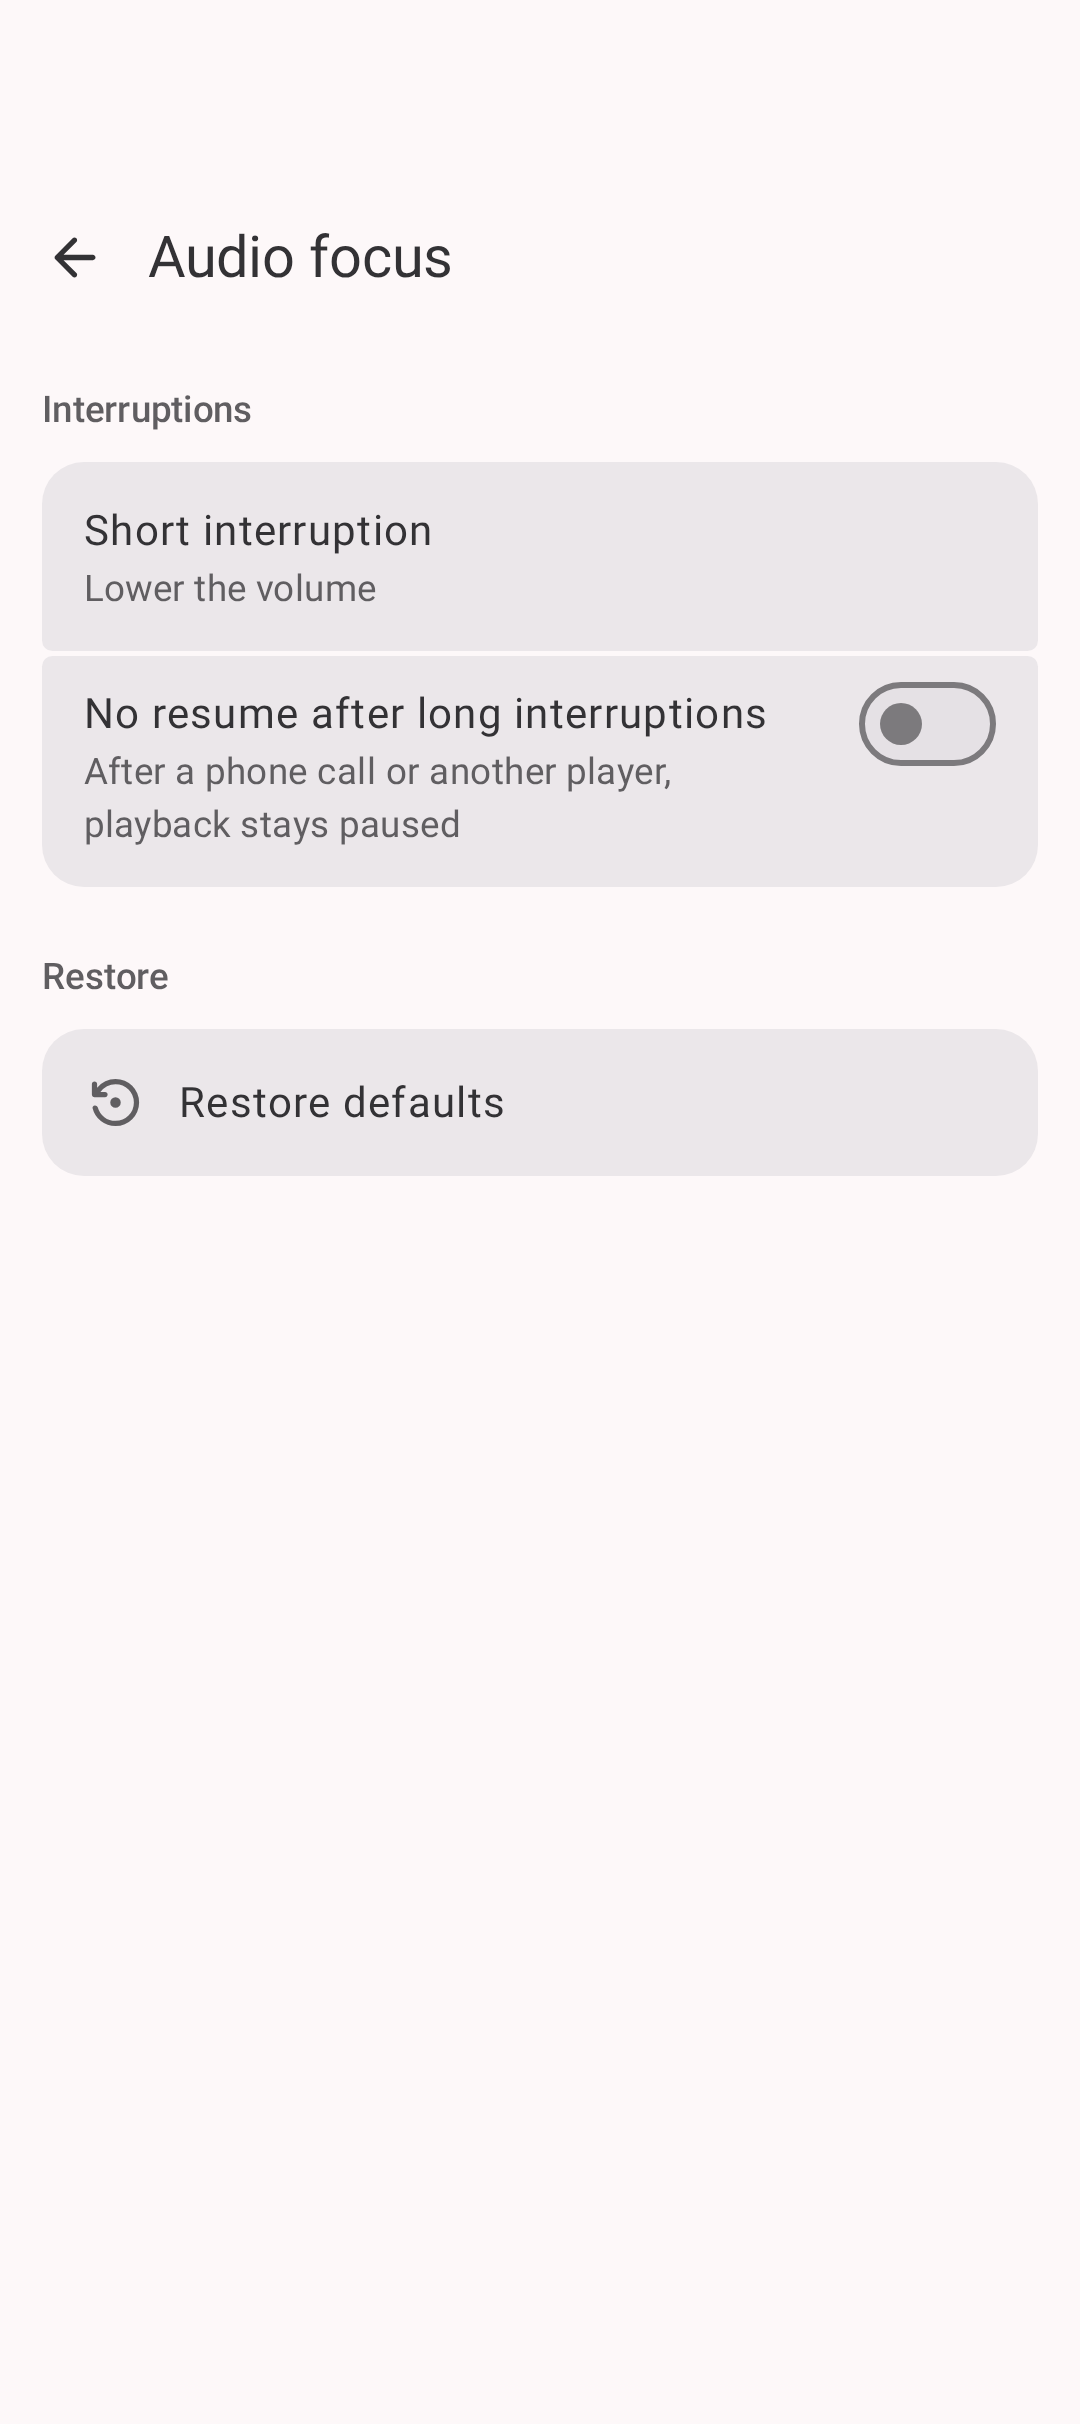 Audio focus
Interruptions
Short interruption
Lower the volume
No resume after long interruptions
After a phone call or another player,
playback stays paused
Restore
Restore defaults